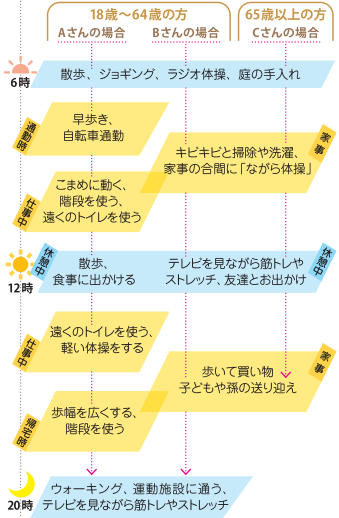 18歳～64歳の方
65歳以上の方
Aさんの場合
Bさんの場合
Cさんの場合
6時
散歩、ジョギング、ラジオ体操、庭の手入れ
通勤時
早歩き、
自転車通勤
家事
キビキビと掃除や洗濯、
家事の合間に「ながら体操」
仕事中
こまめに動く、
階段を使う、
遠くのトイレを使う
12時
休憩中
散歩、
食事に出かける
テレビを見ながら筋トレや
ストレッチ、友達とお出かけ
休憩中
仕事中
遠くのトイレを使う、
軽い体操をする
家事
歩いて買い物
子どもや孫の送り迎え
帰宅時
歩幅を広くする、
階段を使う
20時
ウォーキング、運動施設に通う、
テレビを見ながら筋トレやストレッチ